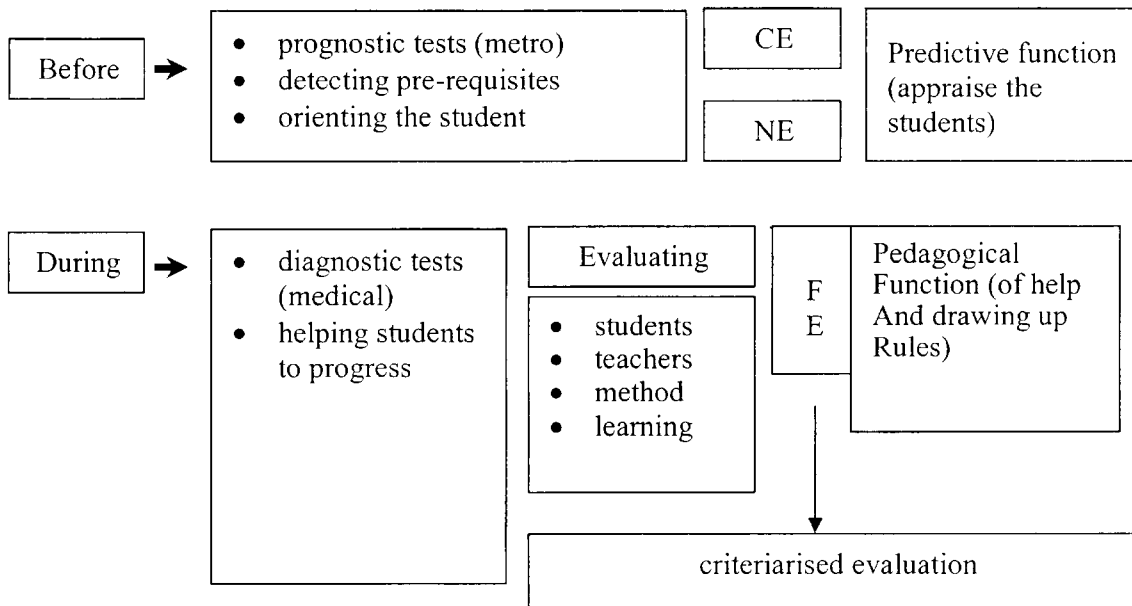 Before
• prognostic tests (metro)
• detecting pre-requisites
• orienting the student
CE
NE
Predictive function
(appraise the
students)
During
• diagnostic tests
(medical)
• helping students
to progress
Evaluating
• students
• teachers
• method
• learning
F
E
Pedagogical
Function (of help
And drawing up
Rules)
criteriarised evaluation